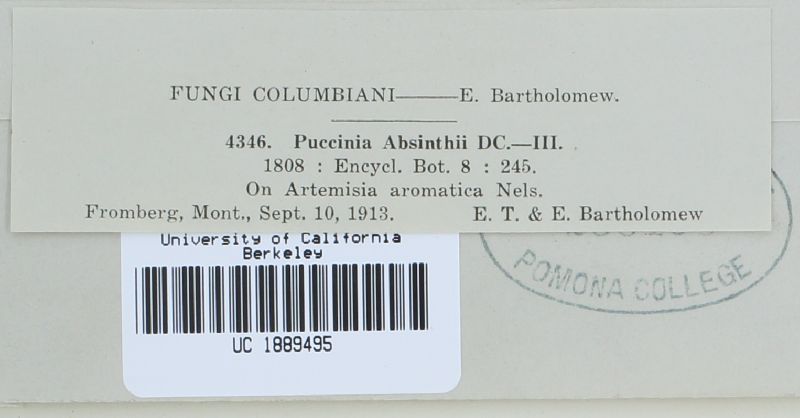 FUNGI COLUMBIANI———E. Bartholomew.
4346. Puccinia Absinthii DC.—III.
1808 : Encycl. Bot. 8 : 245.
On Artemisia aromatica Nels.
Fromberg, Mont., Sept. 10, 1913. E. T. & E. Bartholomew
University of California
Berkeley
UC 1889495
POMONA COLLEGE